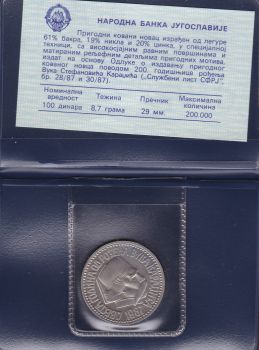 НАРОДНА БАНКА ЈУГОСЛАВИЈЕ
Пригодни ковани новац израђен од легуре
61% бакра, 19% никла и 20% цинка, у специјалној
техници, са високосјајним равним површинама и
матираним рељефним детаљима пригодних мотива,
издат на основу Одлуке о издавању пригодног
кованог новца поводом 200. годишњице рођења
Вука Стефановића Караџића („Службени лист СФРЈ",
бр. 28/87 и 30/87).
Номинална вредност Тежина Пречник Максимална количина
100 динара 8,7 грама 29 мм. 200.000